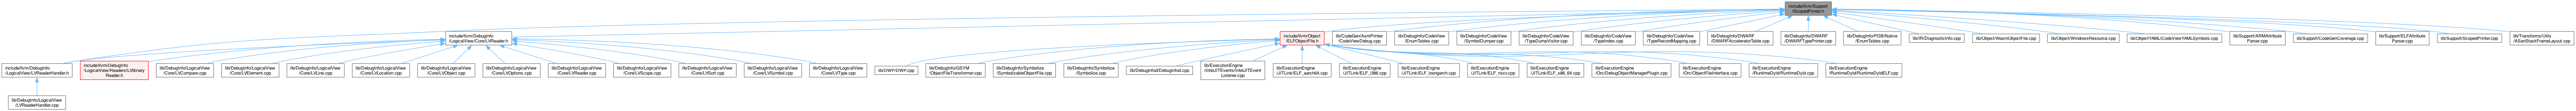 include/llvm/Support
/ScopedPrinter.h
include/llvm/DebugInfo
/LogicalView/Core/LVReader.h
include/llvm/Object
/ELFObjectFile.h
lib/CodeGen/AsmPrinter
/CodeViewDebug.cpp
lib/DebugInfo/CodeView
/EnumTables.cpp
lib/DebugInfo/CodeView
/SymbolDumper.cpp
lib/DebugInfo/CodeView
/TypeDumpVisitor.cpp
lib/DebugInfo/CodeView
/TypeIndex.cpp
lib/DebugInfo/CodeView
/TypeRecordMapping.cpp
lib/DebugInfo/DWARF
/DWARFAcceleratorTable.cpp
lib/DebugInfo/DWARF
/DWARFTypePrinter.cpp
lib/DebugInfo/PDB/Native
/EnumTables.cpp
lib/IR/DiagnosticInfo.cpp
lib/Object/WasmObjectFile.cpp
lib/Object/WindowsResource.cpp
lib/ObjectYAML/CodeViewYAMLSymbols.cpp
lib/Support/ARMAttribute
Parser.cpp
lib/Support/CodeGenCoverage.cpp
lib/Support/ELFAttribute
Parser.cpp
lib/Support/ScopedPrinter.cpp
lib/Transforms/Utils
/ASanStackFrameLayout.cpp
include/llvm/DebugInfo
/LogicalView/LVReaderHandler.h
include/llvm/DebugInfo
/LogicalView/Readers/LVBinary
Reader.h
lib/DebugInfo/LogicalView
/Core/LVCompare.cpp
lib/DebugInfo/LogicalView
/Core/LVElement.cpp
lib/DebugInfo/LogicalView
/Core/LVLine.cpp
lib/DebugInfo/LogicalView
/Core/LVLocation.cpp
lib/DebugInfo/LogicalView
/Core/LVObject.cpp
lib/DebugInfo/LogicalView
/Core/LVOptions.cpp
lib/DebugInfo/LogicalView
/Core/LVReader.cpp
lib/DebugInfo/LogicalView
/Core/LVScope.cpp
lib/DebugInfo/LogicalView
/Core/LVSort.cpp
lib/DebugInfo/LogicalView
/Core/LVSymbol.cpp
lib/DebugInfo/LogicalView
/Core/LVType.cpp
lib/DWP/DWP.cpp
lib/DebugInfo/GSYM
/ObjectFileTransformer.cpp
lib/DebugInfo/Symbolize
/SymbolizableObjectFile.cpp
lib/DebugInfo/Symbolize
/Symbolize.cpp
lib/Debuginfod/Debuginfod.cpp
lib/ExecutionEngine
/IntelJITEvents/IntelJITEvent
Listener.cpp
lib/ExecutionEngine
/JITLink/ELF_aarch64.cpp
lib/ExecutionEngine
/JITLink/ELF_i386.cpp
lib/ExecutionEngine
/JITLink/ELF_loongarch.cpp
lib/ExecutionEngine
/JITLink/ELF_riscv.cpp
lib/ExecutionEngine
/JITLink/ELF_x86_64.cpp
lib/ExecutionEngine
/Orc/DebugObjectManagerPlugin.cpp
lib/ExecutionEngine
/Orc/ObjectFileInterface.cpp
lib/ExecutionEngine
/RuntimeDyld/RuntimeDyld.cpp
lib/ExecutionEngine
/RuntimeDyld/RuntimeDyldELF.cpp
lib/DebugInfo/LogicalView
/LVReaderHandler.cpp